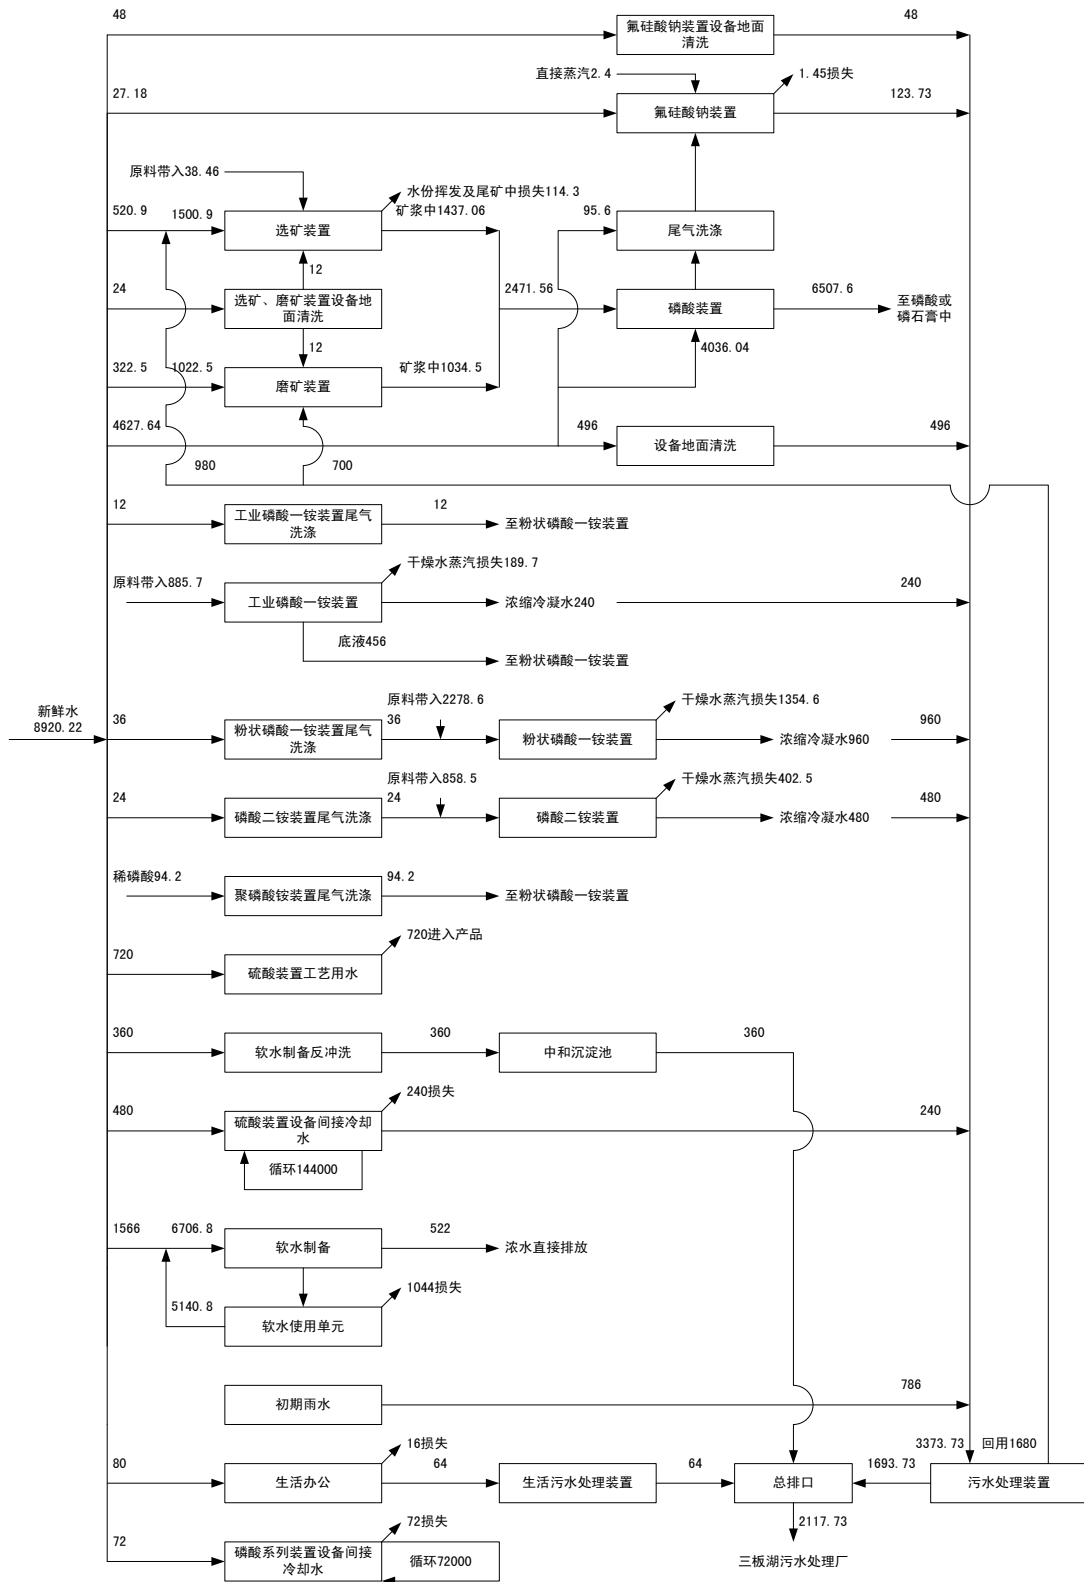 48
氟硅酸钠装置设备地面
清洗
48
直接蒸汽2.4
1.45损失
27.18
氟硅酸钠装置
123.73
原料带入38.46
水份挥发及尾矿中损失114.3
520.9
1500.9
选矿装置
矿浆中1437.06
95.6
尾气洗涤
12
24
选矿、磨矿装置设备地
面清洗
2471.56
磷酸装置
6507.6
至磷酸或
磷石膏中
12
4036.04
322.5
1022.5
磨矿装置
矿浆中1034.5
4627.64
496
设备地面清洗
496
980
700
12
工业磷酸一铵装置尾气
洗涤
12
至粉状磷酸一铵装置
干燥水蒸汽损失189.7
原料带入885.7
工业磷酸一铵装置
浓缩冷凝水240
240
底液456
至粉状磷酸一铵装置
新鲜水
8920.22
原料带入2278.6
干燥水蒸汽损失1354.6
36
粉状磷酸一铵装置尾气
洗涤
36
粉状磷酸一铵装置
浓缩冷凝水960
960
原料带入858.5
干燥水蒸汽损失402.5
24
磷酸二铵装置尾气洗涤
24
磷酸二铵装置
浓缩冷凝水480
480
稀磷酸94.2
聚磷酸铵装置尾气洗涤
94.2
至粉状磷酸一铵装置
720进入产品
720
硫酸装置工艺用水
360
软水制备反冲洗
360
中和沉淀池
360
240损失
480
硫酸装置设备间接冷却
水
240
循环144000
1566
6706.8
软水制备
522
浓水直接排放
1044损失
5140.8
软水使用单元
初期雨水
786
16损失
3373.73
回用1680
80
生活办公
64
生活污水处理装置
64
总排口
1693.73
污水处理装置
72损失
2117.73
72
磷酸系列装置设备间接
冷却水
循环72000
三板湖污水处理厂